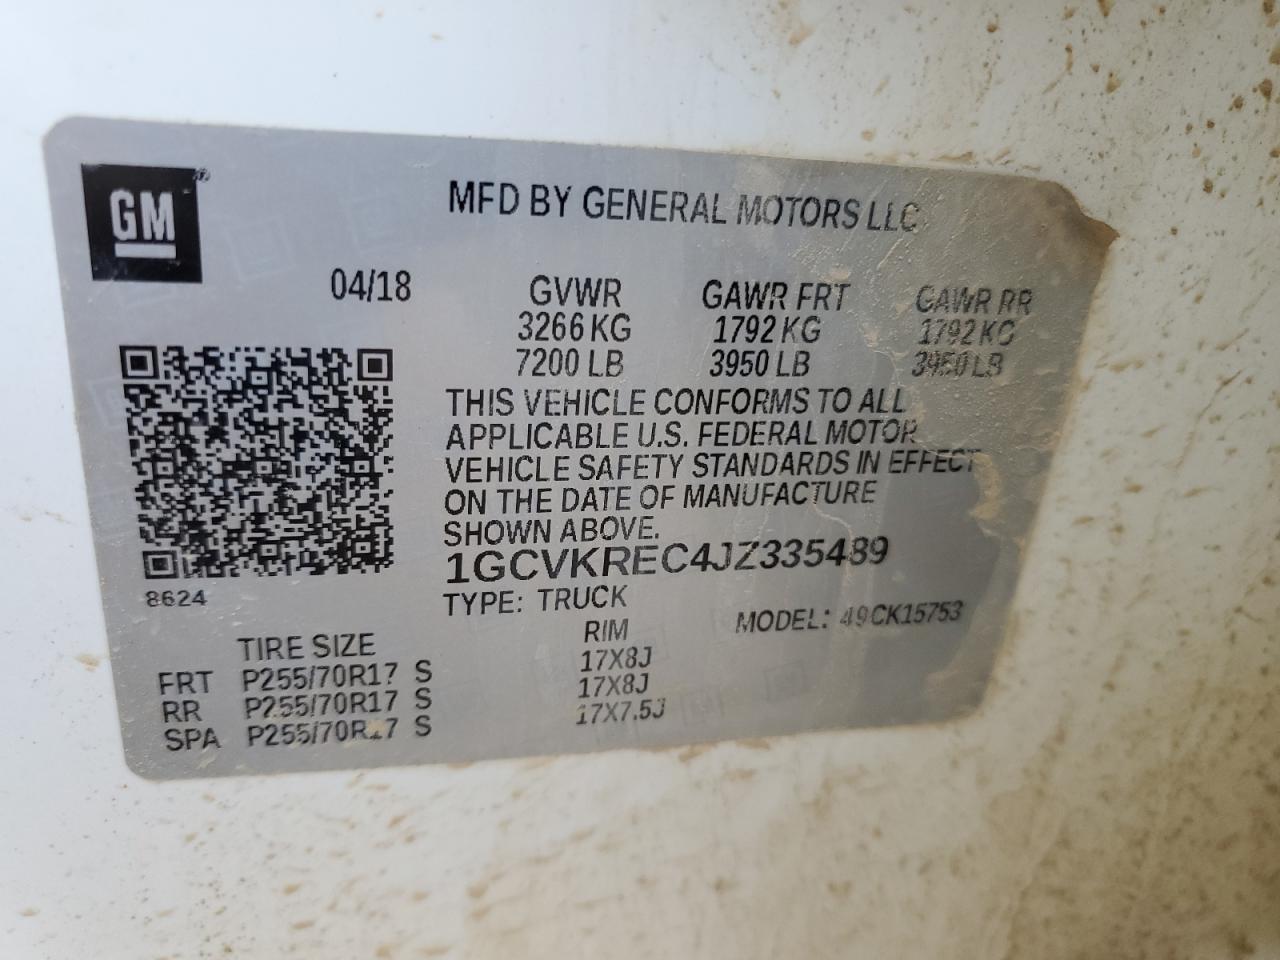 GM
MFD BY GENERAL MOTORS LLC
04/18 GVWR GAWR FRT GAWR RR
3266 KG 1792 KG 1792 KG
7200 LB 3950 LB 3950 LB
THIS VEHICLE CONFORMS TO ALL
APPLICABLE U.S. FEDERAL MOTOR
VEHICLE SAFETY STANDARDS IN EFFECT
ON THE DATE OF MANUFACTURE
SHOWN ABOVE.
1GCVKREC4JZ335489
8624
TYPE: TRUCK MODEL: 49CK15753
TIRE SIZE RIM
FRT P255/70R17 S 17X8J
RR P255/70R17 S 17X8J
SPA P255/70R17 S 17X7.5J